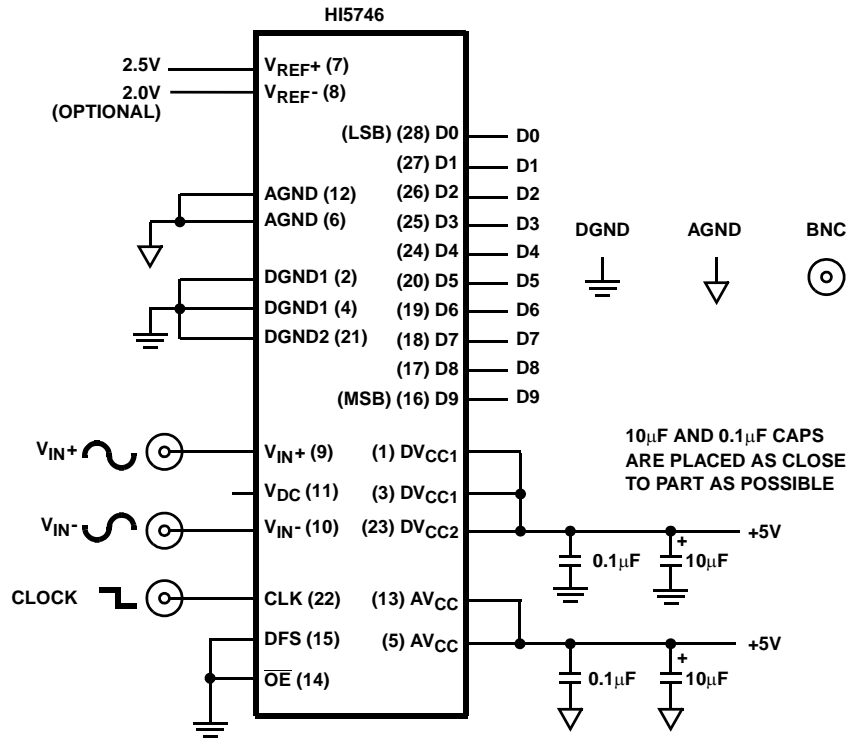 HI5746
2.5V
2.0V
(OPTIONAL)
VREF+ (7)
VREF- (8)
(LSB) (28) D0
D0
(27) D1
D1
AGND (12)
(26) D2
D2
AGND (6)
(25) D3
D3
(24) D4
D4
DGND1 (2)
(20) D5
D5
DGND1 (4)
(19) D6
D6
DGND2 (21)
(18) D7
D7
(17) D8
D8
(MSB) (16) D9
D9
DGND
AGND
BNC
VIN+
VIN+ (9)
(1) DVCC1
VDC (11)
(3) DVCC1
VIN-
VIN- (10)
(23) DVCC2
10µF AND 0.1µF CAPS
ARE PLACED AS CLOSE
TO PART AS POSSIBLE
+5V
0.1µF
+
10µF
CLOCK
CLK (22)
(13) AVCC
DFS (15)
(5) AVCC
+5V
OE (14)
0.1µF
+
10µF